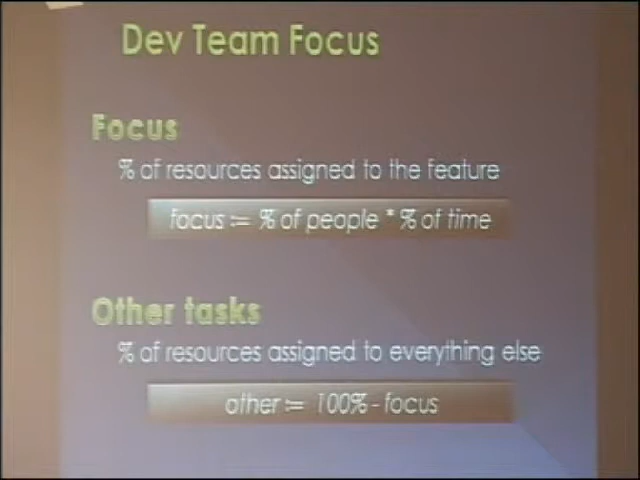 Dev Team Focus
Focus
% of resources assigned to the feature
focus := % of people * % of time
Other tasks
% of resources assigned to everything else
other := 100% - focus